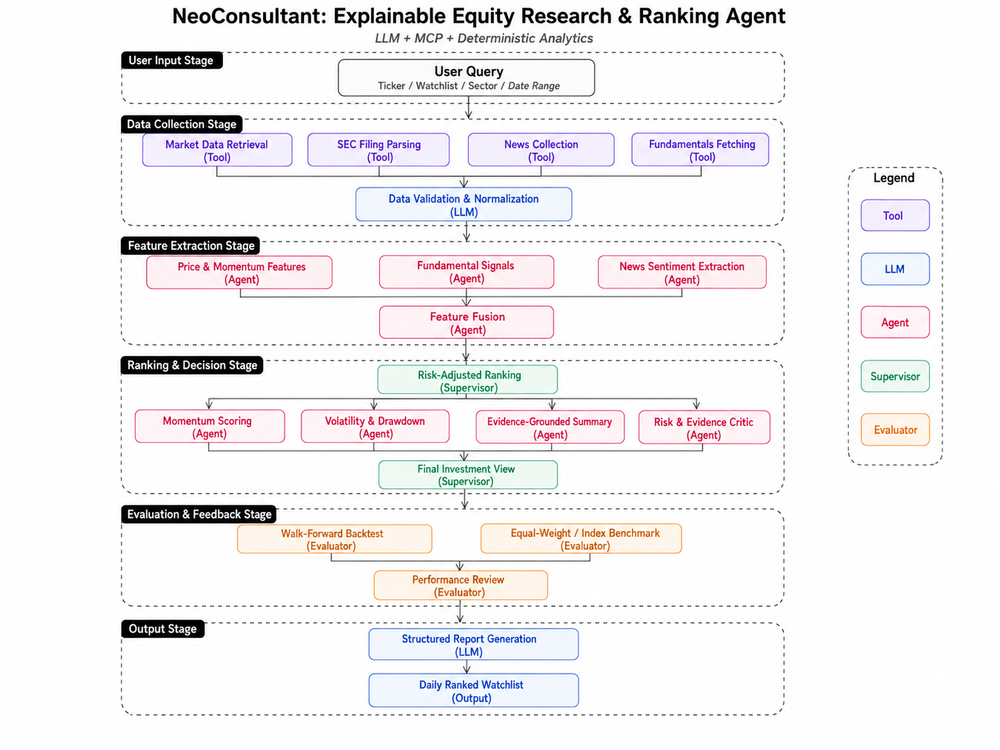 NeoConsultant: Explainable Equity Research & Ranking Agent
LLM + MCP + Deterministic Analytics
User Input Stage
User Query
Ticker / Watchlist / Sector / Date Range
Data Collection Stage
Market Data Retrieval
(Tool)
SEC Filing Parsing
(Tool)
News Collection
(Tool)
Fundamentals Fetching
(Tool)
Data Validation & Normalization
(LLM)
Feature Extraction Stage
Price & Momentum Features
(Agent)
Fundamental Signals
(Agent)
News Sentiment Extraction
(Agent)
Feature Fusion
(Agent)
Ranking & Decision Stage
Risk-Adjusted Ranking
(Supervisor)
Momentum Scoring
(Agent)
Volatility & Drawdown
(Agent)
Evidence-Grounded Summary
(Agent)
Risk & Evidence Critic
(Agent)
Final Investment View
(Supervisor)
Evaluation & Feedback Stage
Walk-Forward Backtest
(Evaluator)
Equal-Weight / Index Benchmark
(Evaluator)
Performance Review
(Evaluator)
Output Stage
Structured Report Generation
(LLM)
Daily Ranked Watchlist
(Output)
Legend
Tool
LLM
Agent
Supervisor
Evaluator